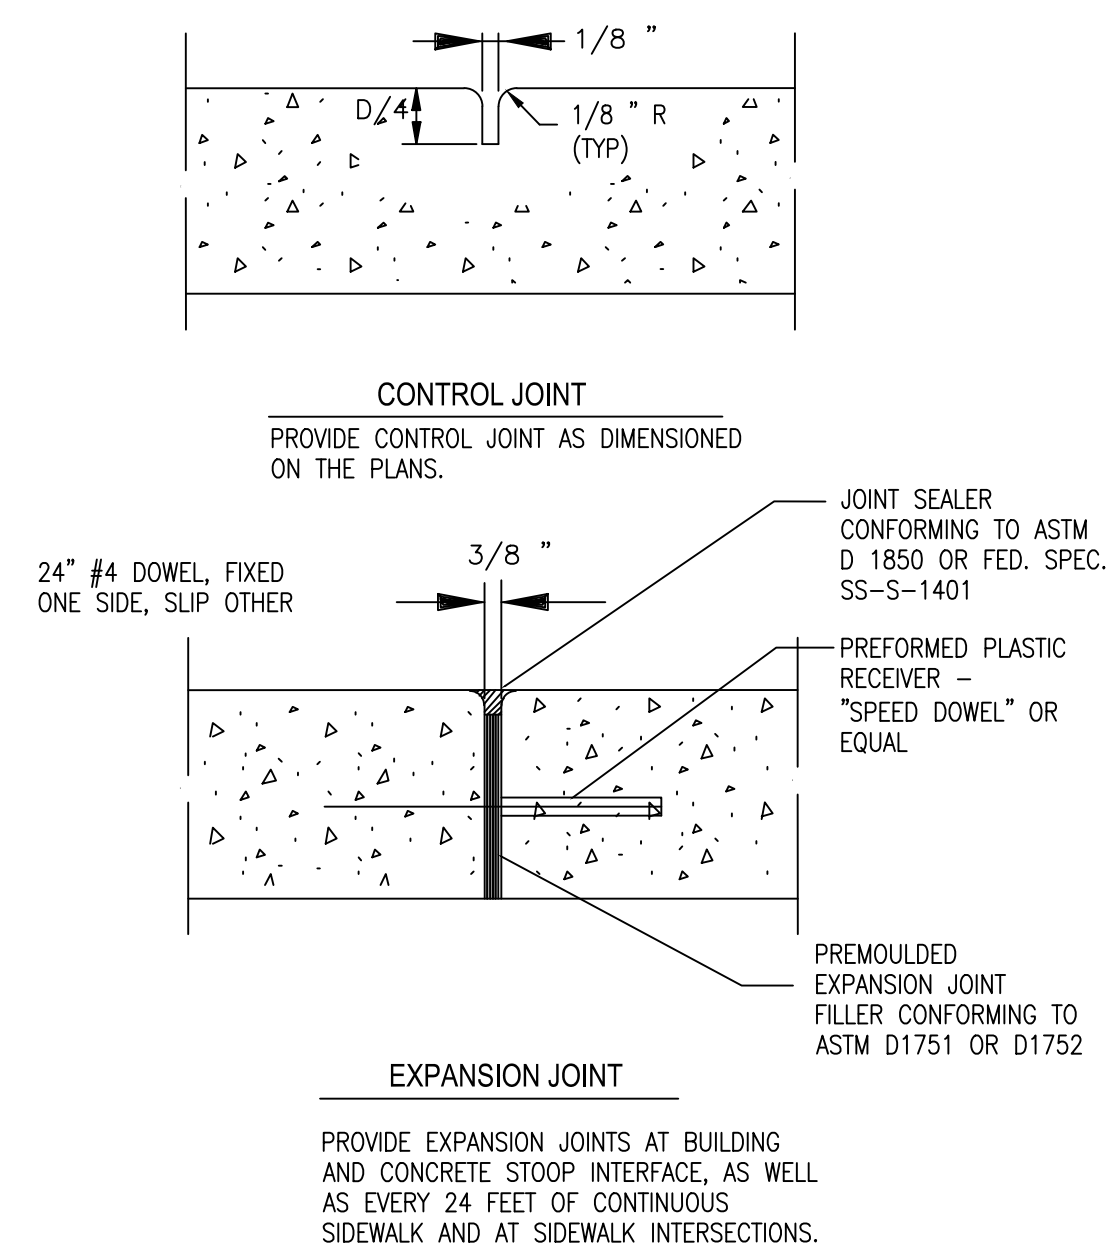 1/8 "
D/4
1/8 " R
(TYP)
CONTROL JOINT
PROVIDE CONTROL JOINT AS DIMENSIONED
ON THE PLANS.
JOINT SEALER
CONFORMING TO ASTM
D 1850 OR FED. SPEC.
SS-S-1401
24" #4 DOWEL, FIXED
ONE SIDE, SLIP OTHER
3/8 "
PREFORMED PLASTIC
RECEIVER -
"SPEED DOWEL" OR
EQUAL
PREMOULDED
EXPANSION JOINT
FILLER CONFORMING TO
ASTM D1751 OR D1752
EXPANSION JOINT
PROVIDE EXPANSION JOINTS AT BUILDING
AND CONCRETE STOOP INTERFACE, AS WELL
AS EVERY 24 FEET OF CONTINUOUS
SIDEWALK AND AT SIDEWALK INTERSECTIONS.